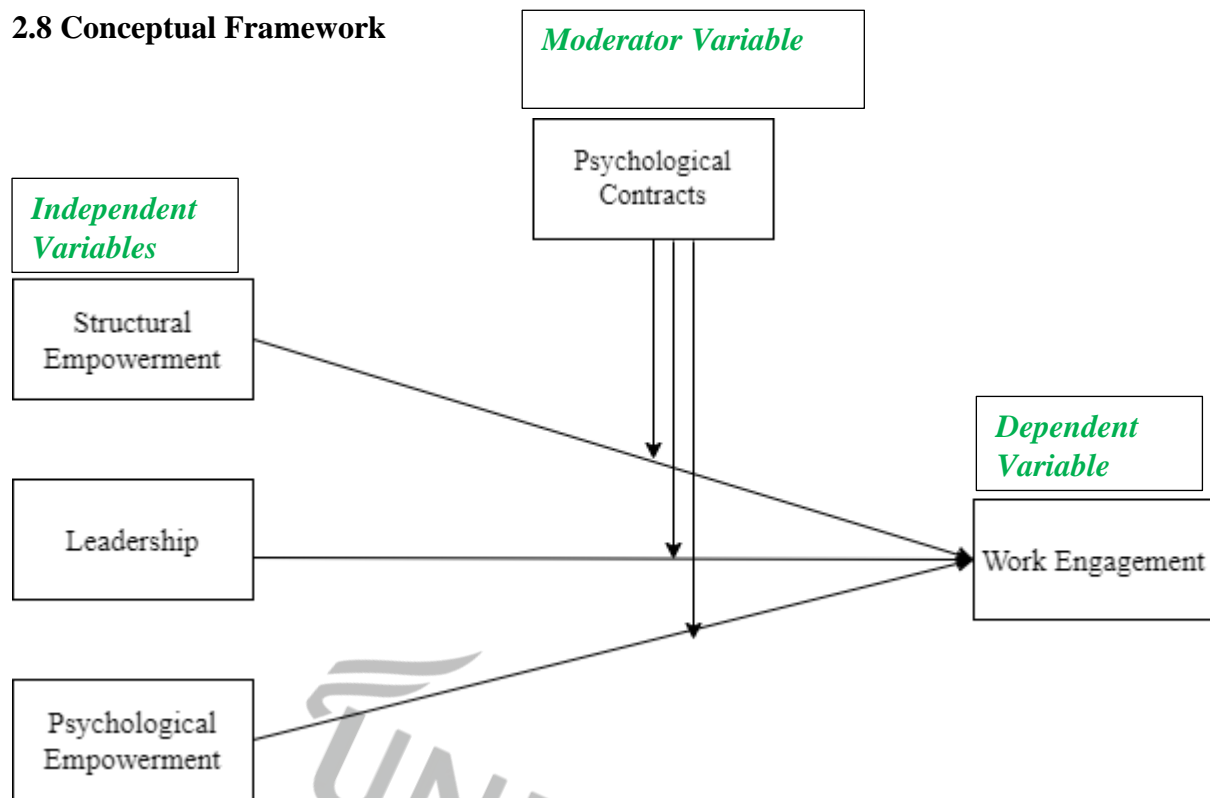 2.8 Conceptual Framework
Moderator Variable
Psychological
Contracts
Independent
Variables
Structural
Empowerment
Dependent
Variable
Leadership
Work Engagement
Psychological
Empowerment